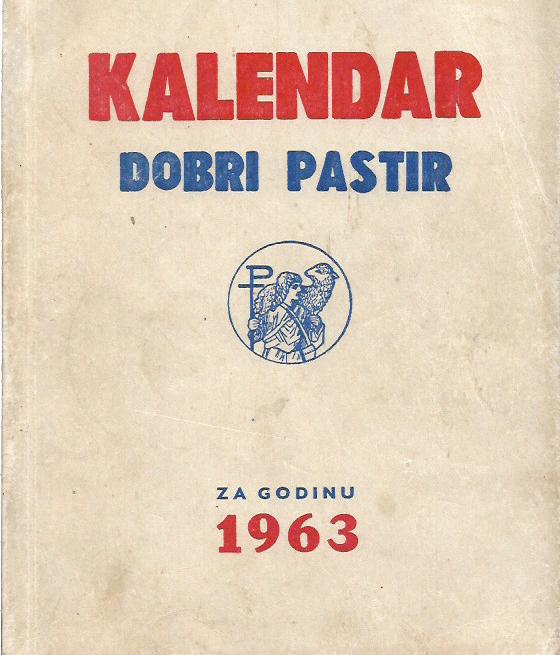 KALENDAR
DOBRI PASTIR
ZA GODINU
1963